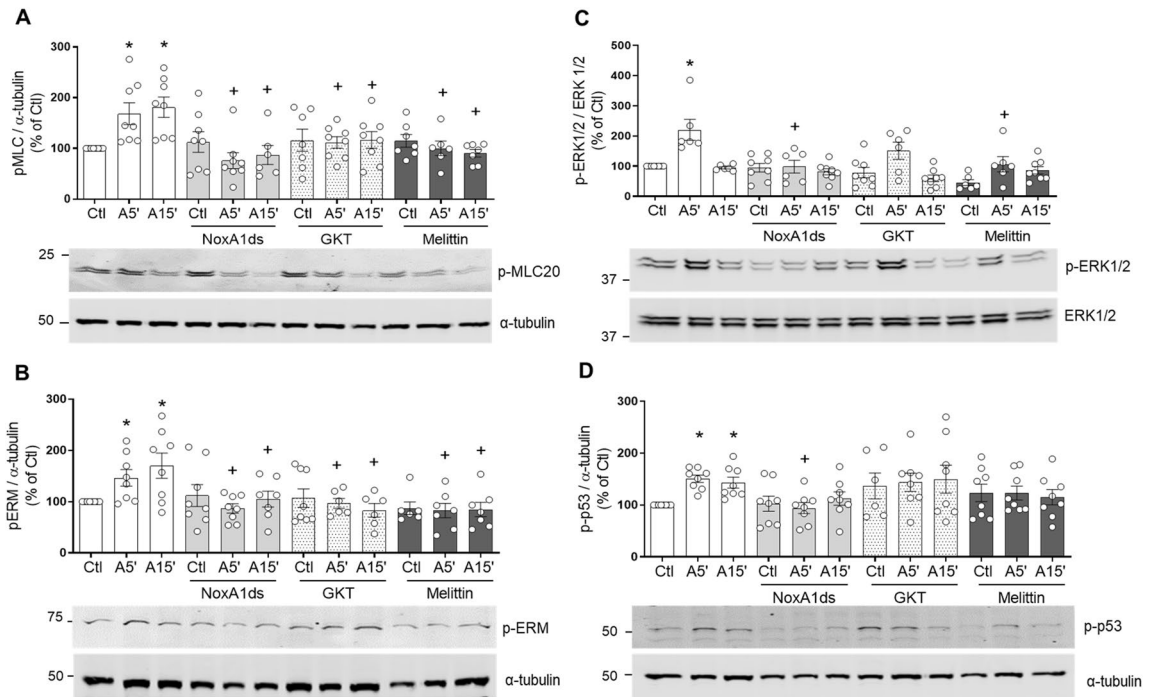 A
pMLC / α-tubulin
(% of Ctl)
300
200
100
0
* * + + + + + +
Ctl A5' A15' Ctl A5' A15' Ctl A5' A15' Ctl A5' A15'
NoxA1ds GKT Melittin
25
p-MLC20
50
α-tubulin
B
pERM / α-tubulin
(% of Ctl)
300
200
100
0
* * + + + + + +
Ctl A5' A15' Ctl A5' A15' Ctl A5' A15' Ctl A5' A15'
NoxA1ds GKT Melittin
75
p-ERM
50
α-tubulin
C
p-ERK1/2 / ERK 1/2
(% of Ctl)
500
400
300
200
100
0
* + +
Ctl A5' A15' Ctl A5' A15' Ctl A5' A15' Ctl A5' A15'
NoxA1ds GKT Melittin
37
p-ERK1/2
37
ERK1/2
D
p-p53 / α-tubulin
(% of Ctl)
300
200
100
0
* * +
Ctl A5' A15' Ctl A5' A15' Ctl A5' A15' Ctl A5' A15'
NoxA1ds GKT Melittin
50
p-p53
50
α-tubulin